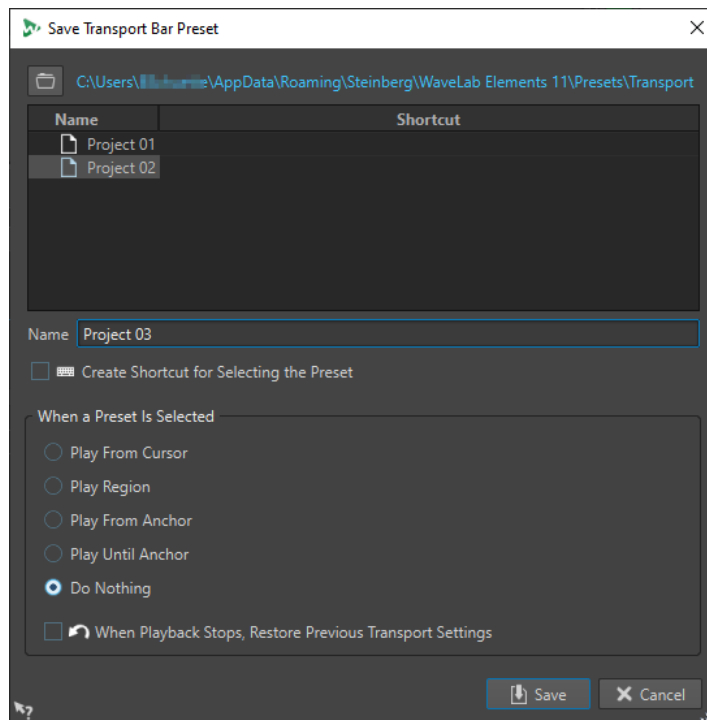 Save Transport Bar Preset
C:\Users\ \AppData\Roaming\Steinberg\WaveLab Elements 11\Presets\Transport
Name Shortcut
Project 01
Project 02
Name Project 03
Create Shortcut for Selecting the Preset
When a Preset Is Selected
Play From Cursor
Play Region
Play From Anchor
Play Until Anchor
Do Nothing
When Playback Stops, Restore Previous Transport Settings
Save Cancel